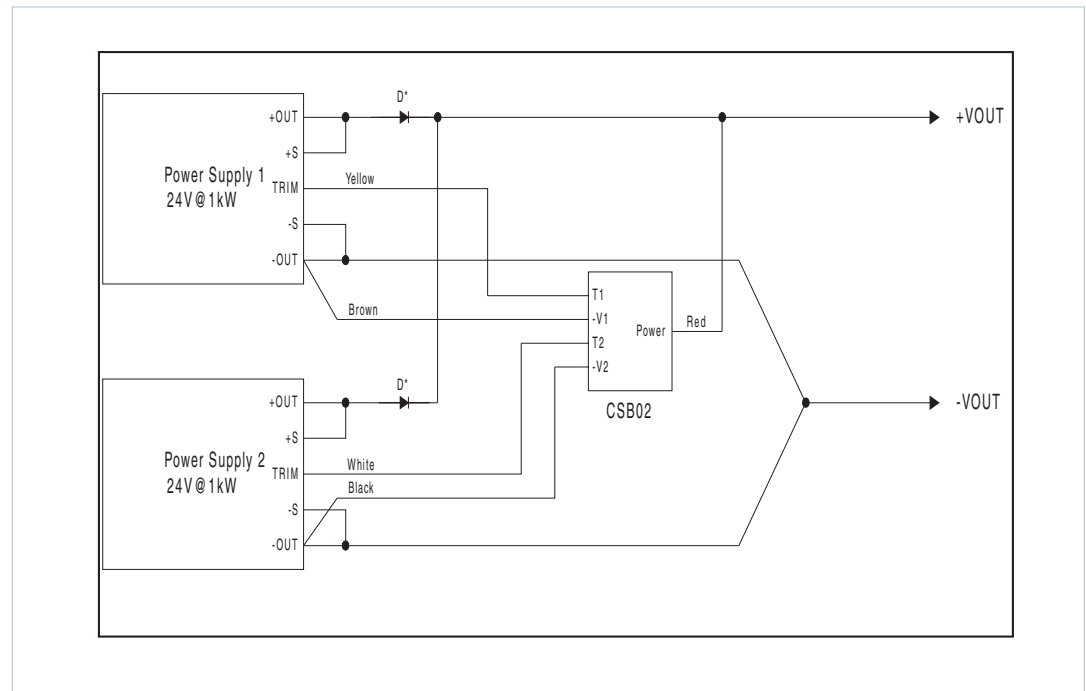 D*
+OUT
+VOUT
+S
Power Supply 1
24V@1kW
TRIM
Yellow
-S
-OUT
Brown
T1
-V1
Power
Red
T2
-V2
CSB02
D*
+OUT
-VOUT
+S
Power Supply 2
24V@1kW
TRIM
White
Black
-S
-OUT